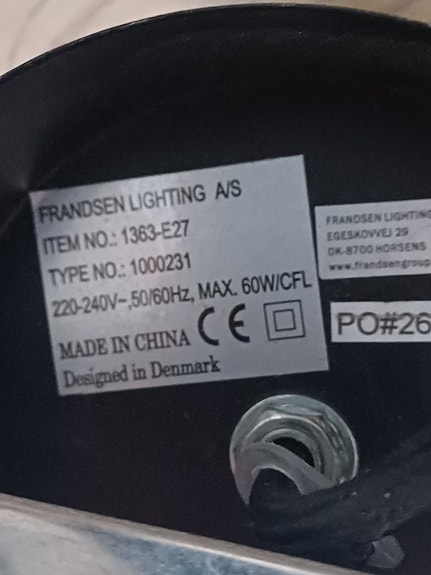 FRANDSEN LIGHTING A/S
ITEM NO.: 1363-E27
TYPE NO.: 1000231
220-240V~,50/60Hz, MAX. 60W/CFL
MADE IN CHINA CE
Designed in Denmark
FRANDSEN LIGHTING
EGESKOVVEJ 29
DK-8700 HORSENS
www.frandsengroup
PO#26